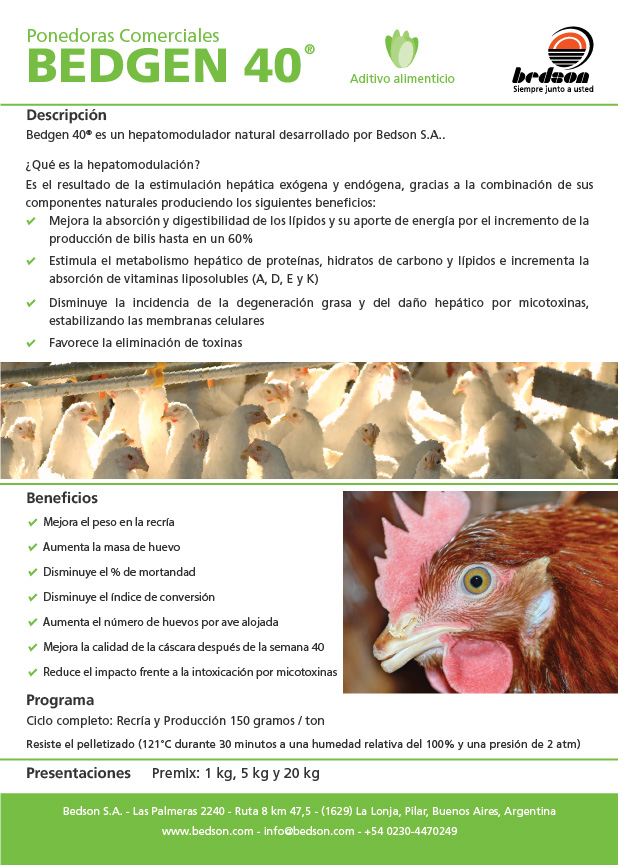 Ponedoras Comerciales
BEDGEN 40®
Aditivo alimenticio
bedson
Siempre junto a usted
Descripción
Bedgen 40® es un hepatomodulador natural desarrollado por Bedson S.A..
¿Qué es la hepatomodulación?
Es el resultado de la estimulación hepática exógena y endógena, gracias a la combinación de sus
componentes naturales produciendo los siguientes beneficios:
✔ Mejora la absorción y digestibilidad de los lípidos y su aporte de energía por el incremento de la
producción de bilis hasta en un 60%
✔ Estimula el metabolismo hepático de proteínas, hidratos de carbono y lípidos e incrementa la
absorción de vitaminas liposolubles (A, D, E y K)
✔ Disminuye la incidencia de la degeneración grasa y del daño hepático por micotoxinas,
estabilizando las membranas celulares
✔ Favorece la eliminación de toxinas
Beneficios
✔ Mejora el peso en la recría
✔ Aumenta la masa de huevo
✔ Disminuye el % de mortandad
✔ Disminuye el índice de conversión
✔ Aumenta el número de huevos por ave alojada
✔ Mejora la calidad de la cáscara después de la semana 40
✔ Reduce el impacto frente a la intoxicación por micotoxinas
Programa
Ciclo completo: Recría y Producción 150 gramos / ton
Resiste el pelletizado (121°C durante 30 minutos a una humedad relativa del 100% y una presión de 2 atm)
Presentaciones Premix: 1 kg, 5 kg y 20 kg
Bedson S.A. - Las Palmeras 2240 - Ruta 8 km 47,5 - (1629) La Lonja, Pilar, Buenos Aires, Argentina
www.bedson.com - info@bedson.com - +54 0230-4470249